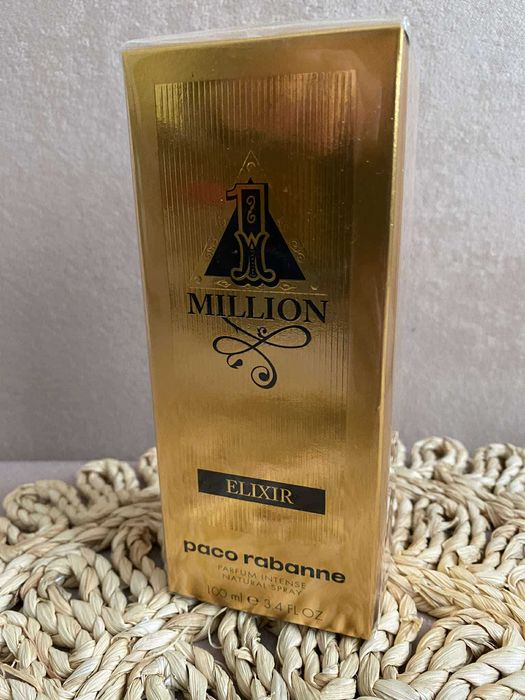 1
MILLION
ELIXIR
paco rabanne
PARFUM INTENSE
NATURAL SPRAY
100 ml ℮ 3.4 FL.OZ